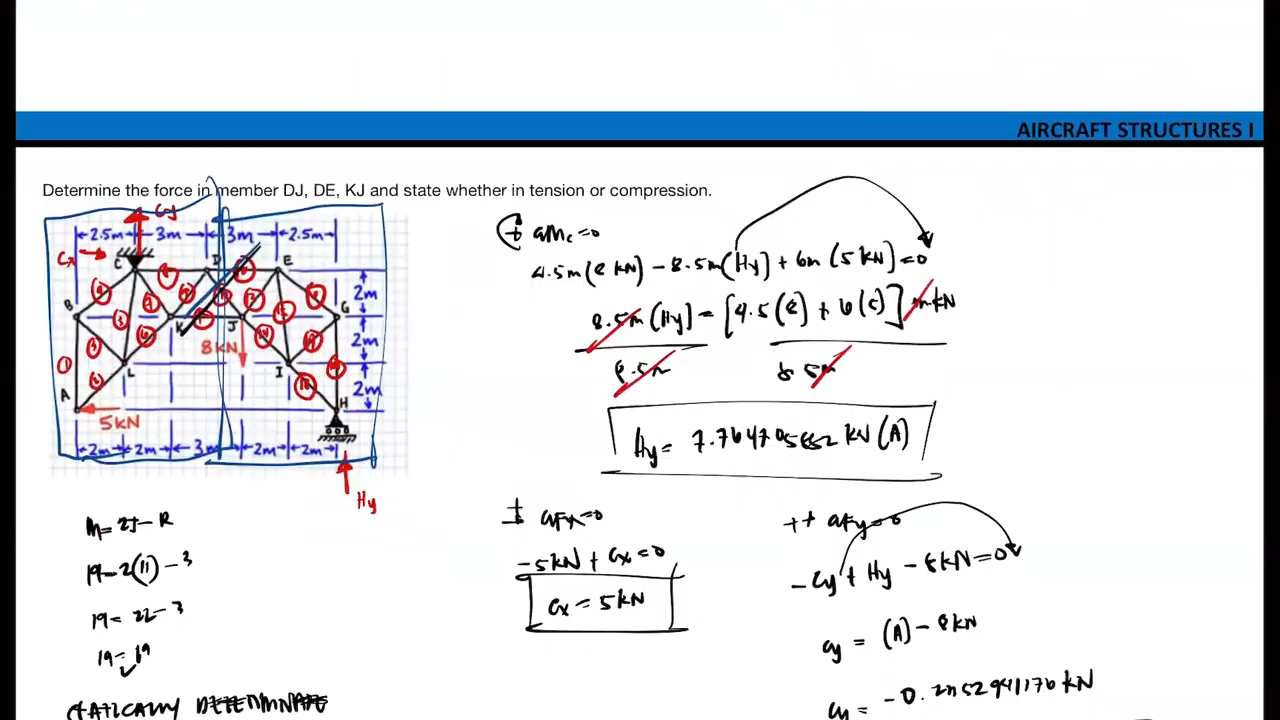 AIRCRAFT STRUCTURES I
Determine the force in member DJ, DE, KJ and state whether in tension or compression.
Cy
2.5m 3m 3m 2.5m
Cx
C D E
B K J G
2m
2m
2m
8kN
L I
A H
5kN
2m 2m 3m 2m 2m
Hy
M=2J-R
19=2(11)-3
19=22-3
19=19
STATICALLY DETERMINATE
+ ΣMc=0
4.5m(8 kN) - 8.5m(Hy) + 6m(5kN)=0
8.5m(Hy) = [4.5(8) + 6(5)] m kN
8.5m 8.5m
Hy= 7.764705882 kN (A)
ΣFx=0
-5kN + Cx=0
Cx = 5kN
ΣFy=0
-Cy + Hy - 8kN=0
Cy = (A) - 8kN
Cy = -0.2352941176 kN